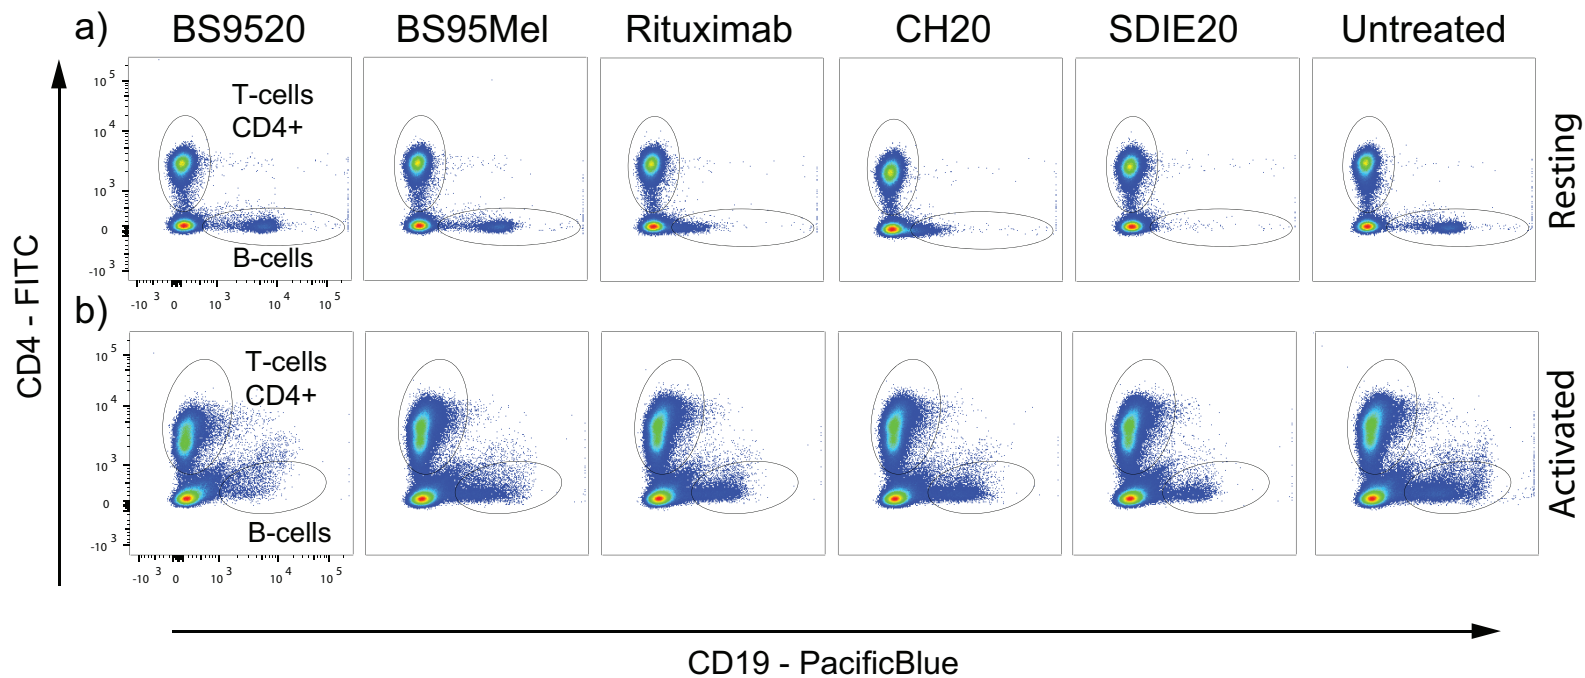 a) BS9520 BS95Mel Rituximab CH20 SDIE20 Untreated
10 5
T-cells
10 4
CD4+
10 3
0
B-cells
-10 3
-10 3 0 10 3 10 4 10 5
Resting
b)
10 5
T-cells
CD4+
10 4
10 3
0
B-cells
-10 3
-10 3 0 10 3 10 4 10 5
Activated
CD4 - FITC
CD19 - PacificBlue